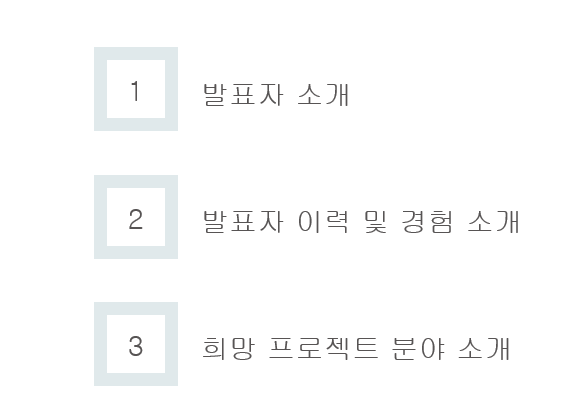 1 발표자 소개
2 발표자 이력 및 경험 소개
3 희망 프로젝트 분야 소개